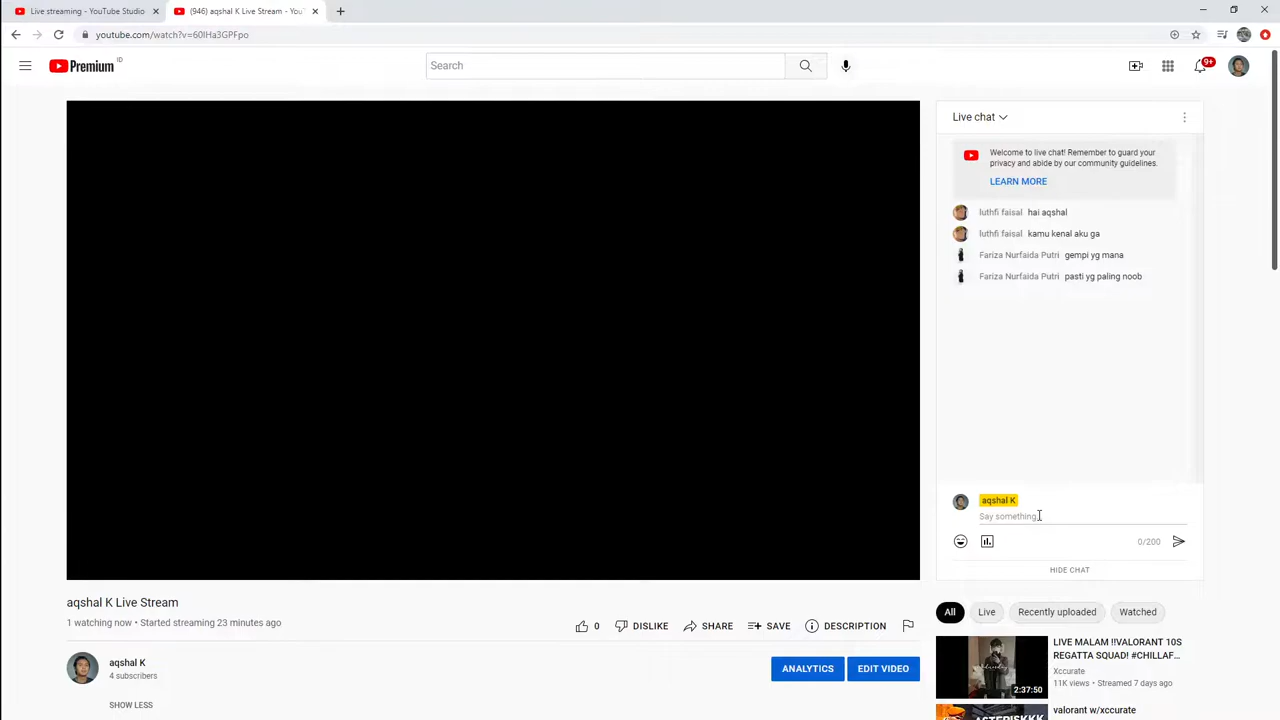 Live streaming - YouTube Studio
(946) aqshal K Live Stream - You
youtube.com/watch?v=60IHa3GPFpo
Premium ID
Search
9+
Live chat
Welcome to live chat! Remember to guard your
privacy and abide by our community guidelines.
LEARN MORE
luthfi faisal hai aqshal
luthfi faisal kamu kenal aku ga
Fariza Nurfaida Putri gempi yg mana
Fariza Nurfaida Putri pasti yg paling noob
aqshal K
Say something
0/200
HIDE CHAT
aqshal K Live Stream
1 watching now • Started streaming 23 minutes ago
0
DISLIKE
SHARE
SAVE
DESCRIPTION
aqshal K
4 subscribers
ANALYTICS
EDIT VIDEO
SHOW LESS
All
Live
Recently uploaded
Watched
LIVE MALAM !!VALORANT 10S
REGATTA SQUAD! #CHILLAF...
Xccurate
11K views • Streamed 7 days ago
2:37:50
valorant w/xccurate